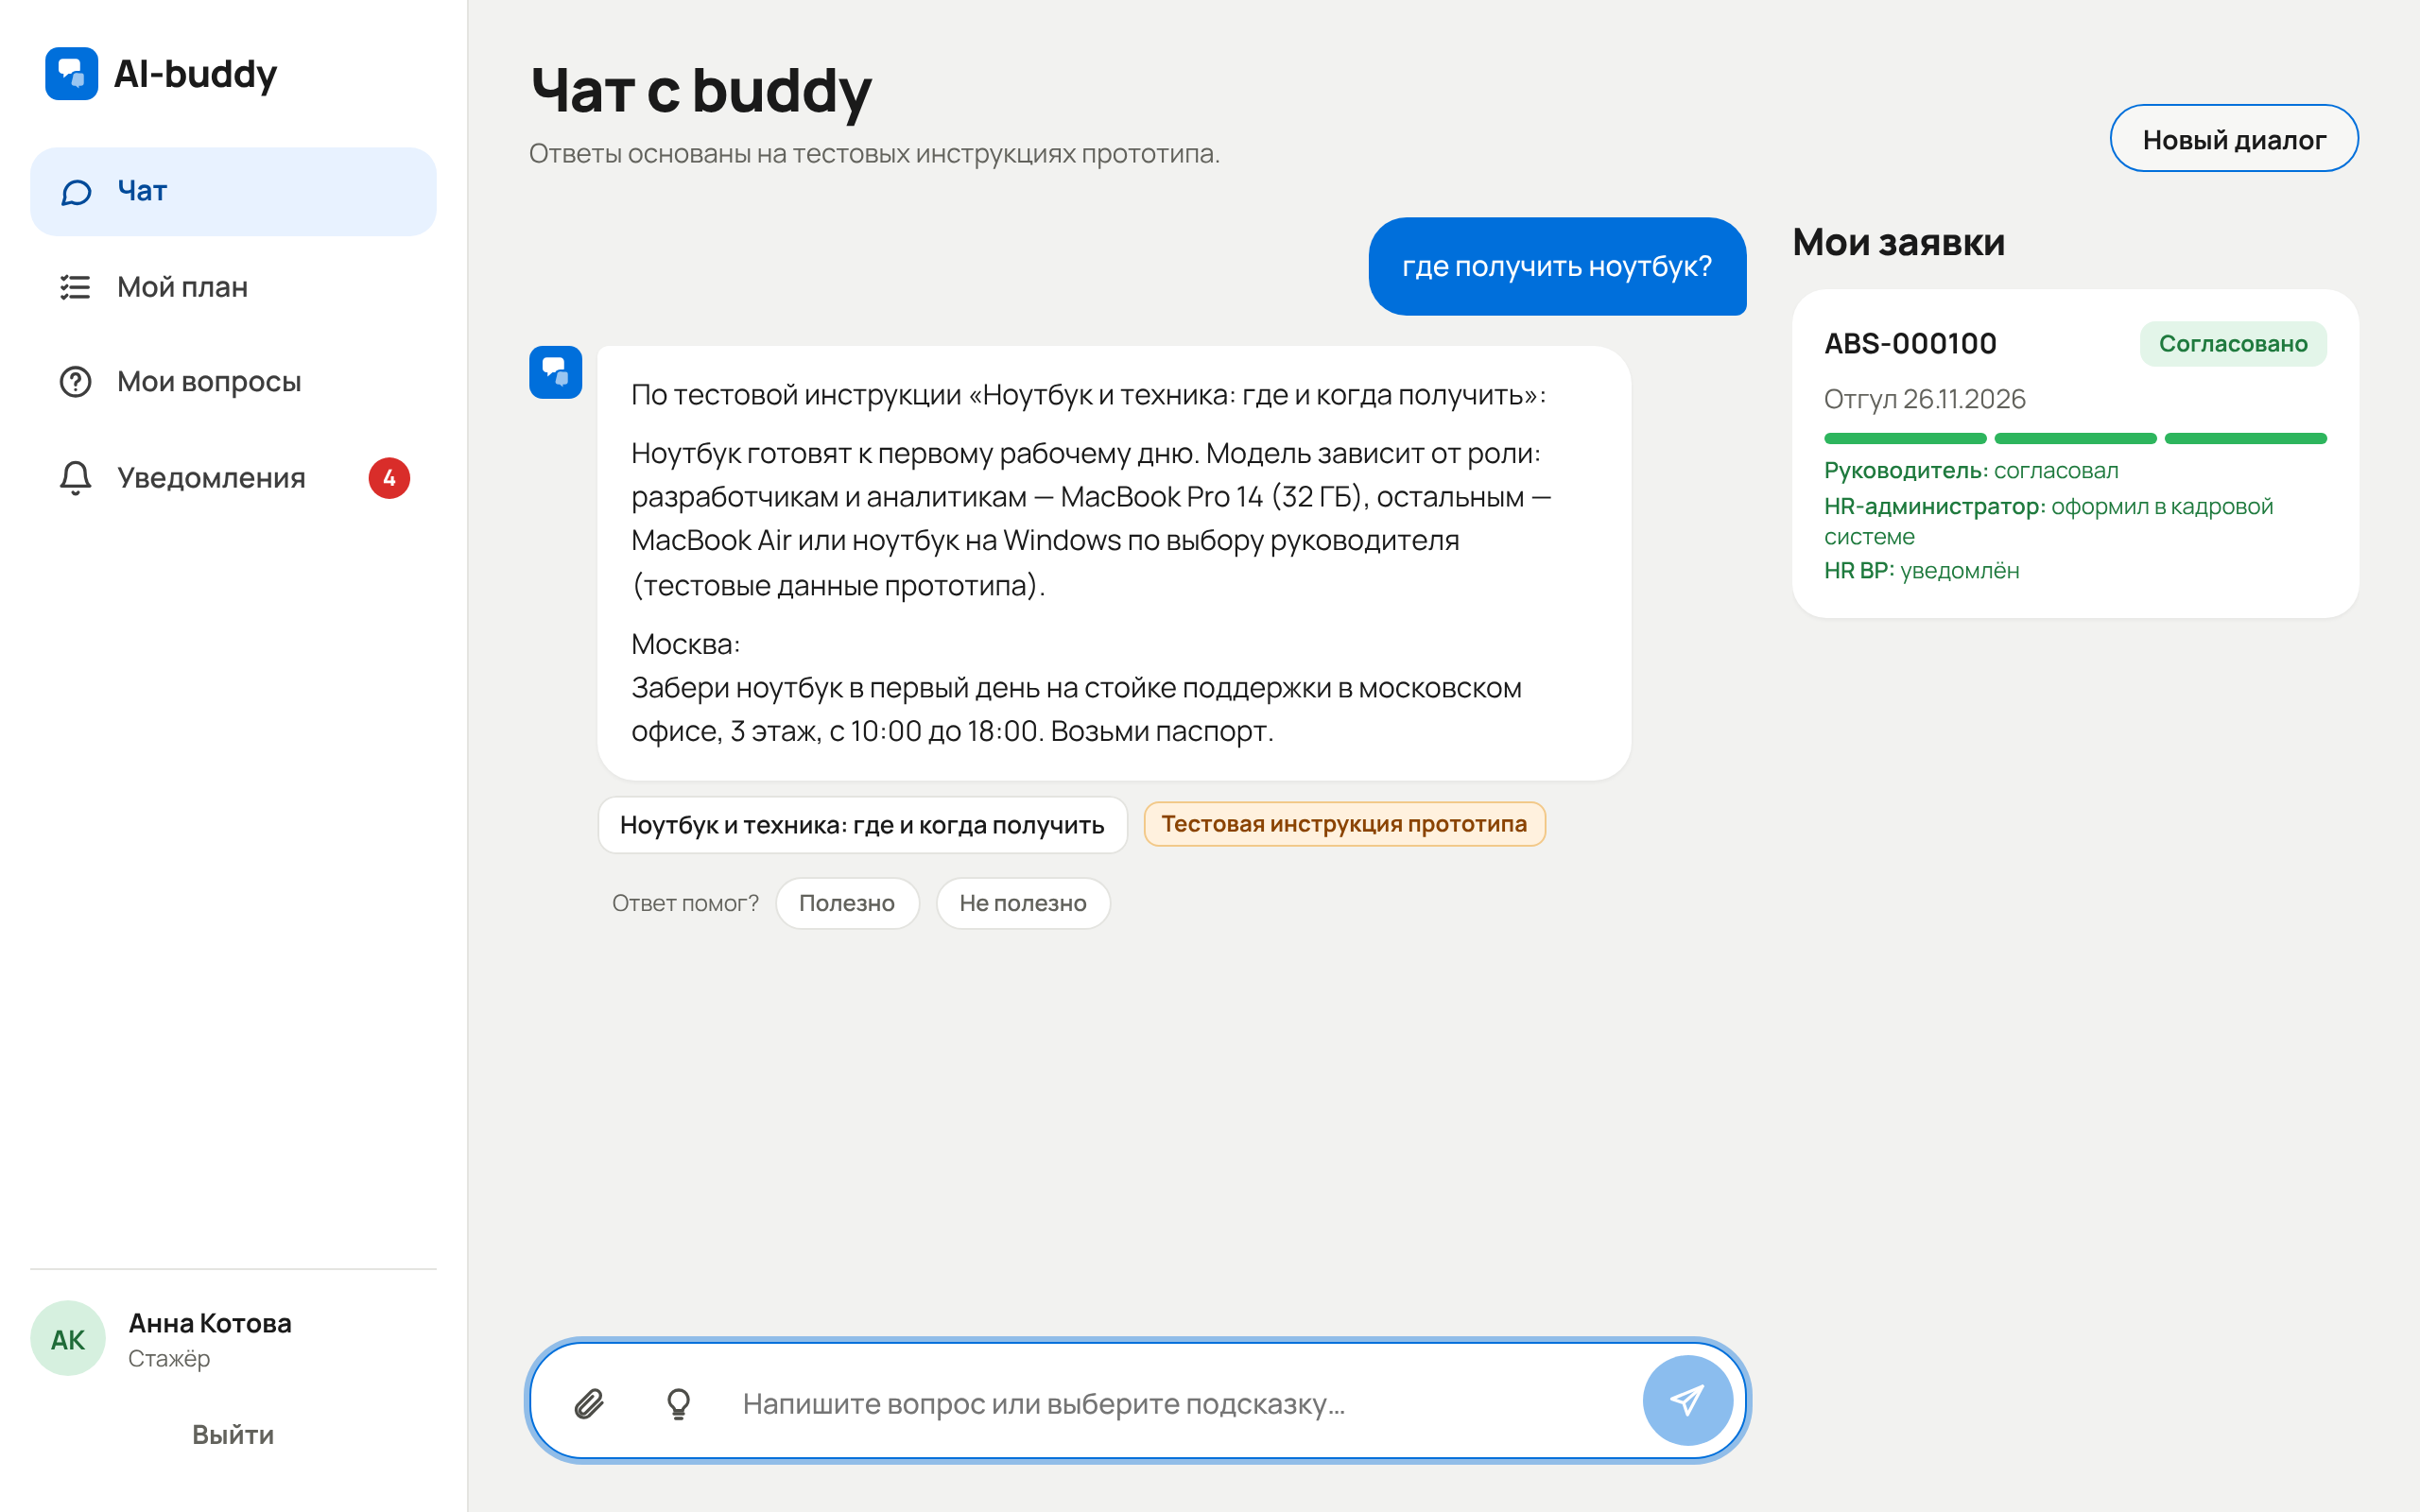 AI-buddy
Чат
Мой план
Мои вопросы
Уведомления
4
Анна Котова
АК
Стажёр
Выйти
Чат с buddy
Ответы основаны на тестовых инструкциях прототипа.
Новый диалог
где получить ноутбук?
По тестовой инструкции «Ноутбук и техника: где и когда получить»:
Ноутбук готовят к первому рабочему дню. Модель зависит от роли:
разработчикам и аналитикам — MacBook Pro 14 (32 ГБ), остальным —
MacBook Air или ноутбук на Windows по выбору руководителя
(тестовые данные прототипа).
Москва:
Забери ноутбук в первый день на стойке поддержки в московском
офисе, 3 этаж, с 10:00 до 18:00. Возьми паспорт.
Ноутбук и техника: где и когда получить
Тестовая инструкция прототипа
Ответ помог?
Полезно
Не полезно
Напишите вопрос или выберите подсказку...
Мои заявки
ABS-000100
Согласовано
Отгул 26.11.2026
Руководитель: согласовал
HR-администратор: оформил в кадровой
системе
HR BP: уведомлён